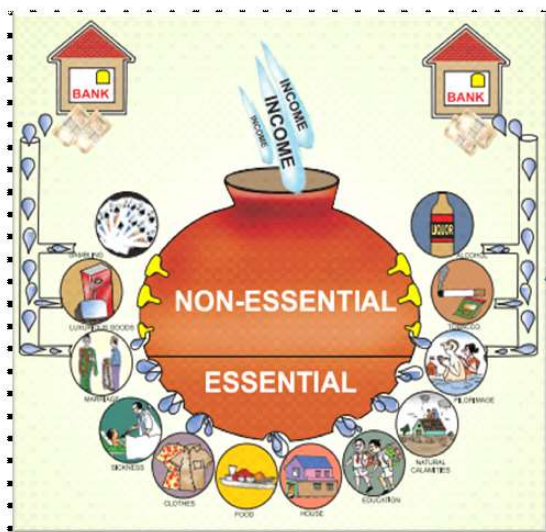 BANK
BANK
INCOME
INCOME
INCOME
LIQUOR
GAMBLING
ALCOHOL
NON-ESSENTIAL
LUXURIOUS GOODS
TOBACCO
ESSENTIAL
MARRIAGE
PILGRIMAGE
SICKNESS
NATURAL
CALAMITIES
CLOTHES
EDUCATION
FOOD
HOUSE